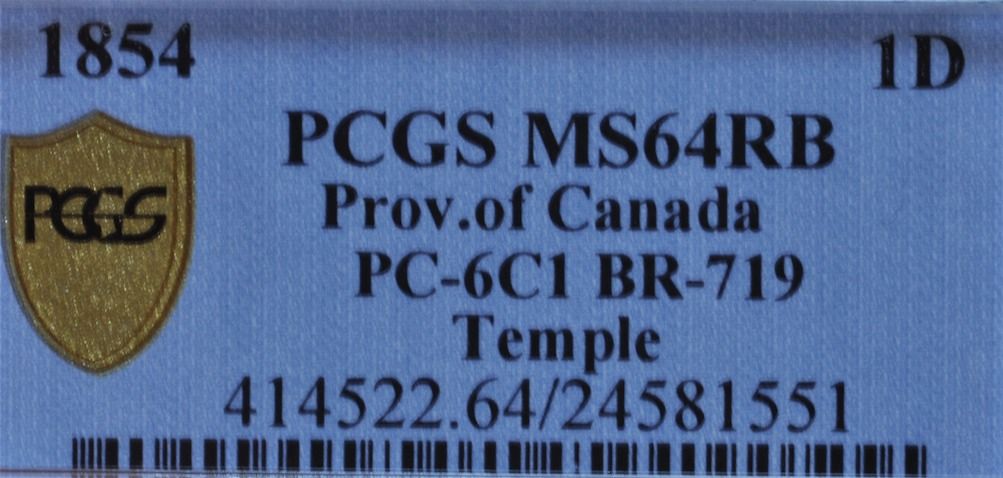 1854 1D
PCGS MS64RB
PCGS
Prov.of Canada
PC-6C1 BR-719
Temple
414522.64/24581551